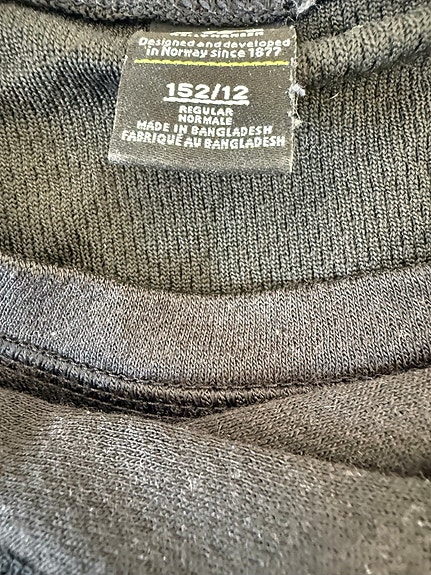 Designed and developed
in Norway since 1877
152/12
REGULAR
NORMALE
MADE IN BANGLADESH
FABRIQUÉ AU BANGLADESH